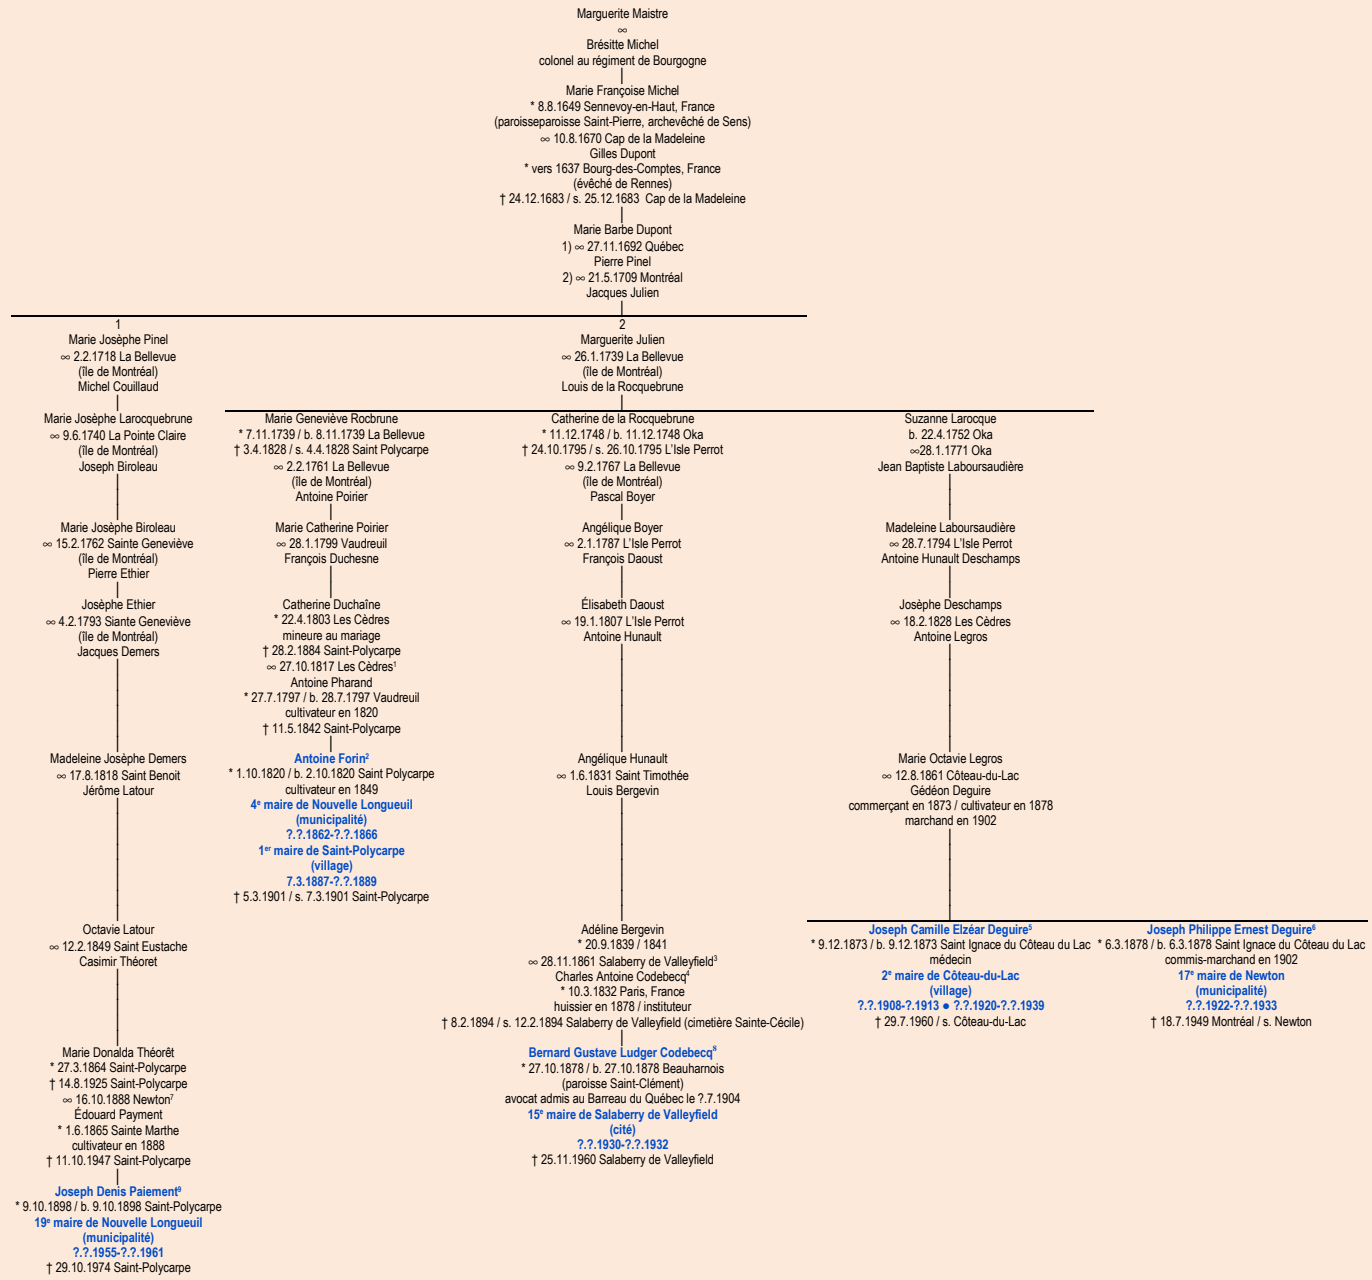 Marguerite Maistre
∞
Brésitte Michel
colonel au régiment de Bourgogne
Marie Françoise Michel
* 8.8.1649 Sennevoy-en-Haut, France
(paroisseparoisse Saint-Pierre, archevêché de Sens)
∞ 10.8.1670 Cap de la Madeleine
Gilles Dupont
* vers 1637 Bourg-des-Comptes, France
(évêché de Rennes)
† 24.12.1683 / s. 25.12.1683 Cap de la Madeleine
Marie Barbe Dupont
1) ∞ 27.11.1692 Québec
Pierre Pinel
2) ∞ 21.5.1709 Montréal
Jacques Julien
1
Marie Josèphe Pinel
∞ 2.2.1718 La Bellevue
(île de Montréal)
Michel Couillaud
2
Marguerite Julien
∞ 26.1.1739 La Bellevue
(île de Montréal)
Louis de la Rocquebrune
Marie Josèphe Larocquebrune
∞ 9.6.1740 La Pointe Claire
(île de Montréal)
Joseph Biroleau
Marie Geneviève Rocbrune
* 7.11.1739 / b. 8.11.1739 La Bellevue
† 3.4.1828 / s. 4.4.1828 Saint Polycarpe
∞ 2.2.1761 La Bellevue
(île de Montréal)
Antoine Poirier
Catherine de la Rocquebrune
* 11.12.1748 / b. 11.12.1748 Oka
† 24.10.1795 / s. 26.10.1795 L'Isle Perrot
∞ 9.2.1767 La Bellevue
(île de Montréal)
Pascal Boyer
Suzanne Larocque
b. 22.4.1752 Oka
∞28.1.1771 Oka
Jean Baptiste Laboursaudière
Marie Josèphe Biroleau
∞ 15.2.1762 Sainte Geneviève
(île de Montréal)
Pierre Ethier
Marie Catherine Poirier
∞ 28.1.1799 Vaudreuil
François Duchesne
Angélique Boyer
∞ 2.1.1787 L'Isle Perrot
François Daoust
Madeleine Laboursaudière
∞ 28.7.1794 L'Isle Perrot
Antoine Hunault Deschamps
Josèphe Ethier
∞ 4.2.1793 Siante Geneviève
(île de Montréal)
Jacques Demers
Catherine Duchaîne
* 22.4.1803 Les Cèdres
mineure au mariage
† 28.2.1884 Saint-Polycarpe
∞ 27.10.1817 Les Cèdres¹
Antoine Pharand
* 27.7.1797 / b. 28.7.1797 Vaudreuil
cultivateur en 1820
† 11.5.1842 Saint-Polycarpe
Élisabeth Daoust
∞ 19.1.1807 L'Isle Perrot
Antoine Hunault
Josèphe Deschamps
∞ 18.2.1828 Les Cèdres
Antoine Legros
Madeleine Josèphe Demers
∞ 17.8.1818 Saint Benoit
Jérôme Latour
Antoine Forin²
* 1.10.1820 / b. 2.10.1820 Saint Polycarpe
cultivateur en 1849
4e maire de Nouvelle Longueuil
(municipalité)
?.?.1862-?.?.1866
1er maire de Saint-Polycarpe
(village)
7.3.1887-?.?.1889
† 5.3.1901 / s. 7.3.1901 Saint-Polycarpe
Angélique Hunault
∞ 1.6.1831 Saint Timothée
Louis Bergevin
Marie Octavie Legros
∞ 12.8.1861 Côteau-du-Lac
Gédéon Deguire
commerçant en 1873 / cultivateur en 1878
marchand en 1902
Octavie Latour
∞ 12.2.1849 Saint Eustache
Casimir Théoret
Adéline Bergevin
* 20.9.1839 / 1841
∞ 28.11.1861 Salaberry de Valleyfield³
Charles Antoine Codebecq⁴
* 10.3.1832 Paris, France
huissier en 1878 / instituteur
† 8.2.1894 / s. 12.2.1894 Salaberry de Valleyfield (cimetière Sainte-Cécile)
Joseph Camille Elzéar Deguire⁵
* 9.12.1873 / b. 9.12.1873 Saint Ignace du Côteau du Lac
médecin
2e maire de Côteau-du-Lac
(village)
?.?.1908-?.1913 ● ?.?.1920-?.?.1939
† 29.7.1960 / s. Côteau-du-Lac
Joseph Philippe Ernest Deguire⁶
* 6.3.1878 / b. 6.3.1878 Saint Ignace du Côteau du Lac
commis-marchand en 1902
17e maire de Newton
(municipalité)
?.?.1922-?.?.1933
† 18.7.1949 Montréal / s. Newton
Marie Donalda Théorêt
* 27.3.1864 Saint-Polycarpe
† 14.8.1925 Saint-Polycarpe
∞ 16.10.1888 Newton⁷
Édouard Payment
* 1.6.1865 Sainte Marthe
cultivateur en 1888
† 11.10.1947 Saint-Polycarpe
Bernard Gustave Ludger Codebecq⁸
* 27.10.1878 / b. 27.10.1878 Beauharnois
(paroisse Saint-Clément)
avocat admis au Barreau du Québec le ?.7.1904
15e maire de Salaberry de Valleyfield
(cité)
?.?.1930-?.?.1932
† 25.11.1960 Salaberry de Valleyfield
Joseph Denis Paiement⁹
* 9.10.1898 / b. 9.10.1898 Saint-Polycarpe
19e maire de Nouvelle Longueuil
(municipalité)
?.?.1955-?.?.1961
† 29.10.1974 Saint-Polycarpe